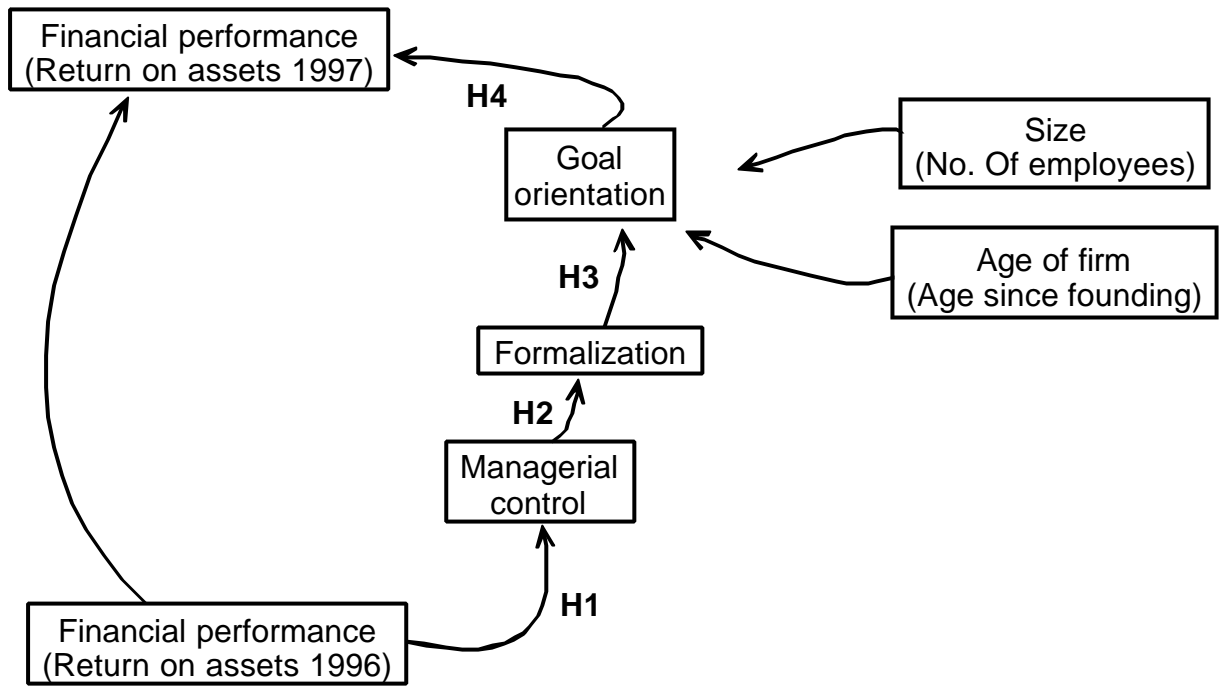 Financial performance
(Return on assets 1997)
H4
Size
(No. Of employees)
Goal
orientation
Age of firm
(Age since founding)
H3
Formalization
H2
Managerial
control
H1
Financial performance
(Return on assets 1996)